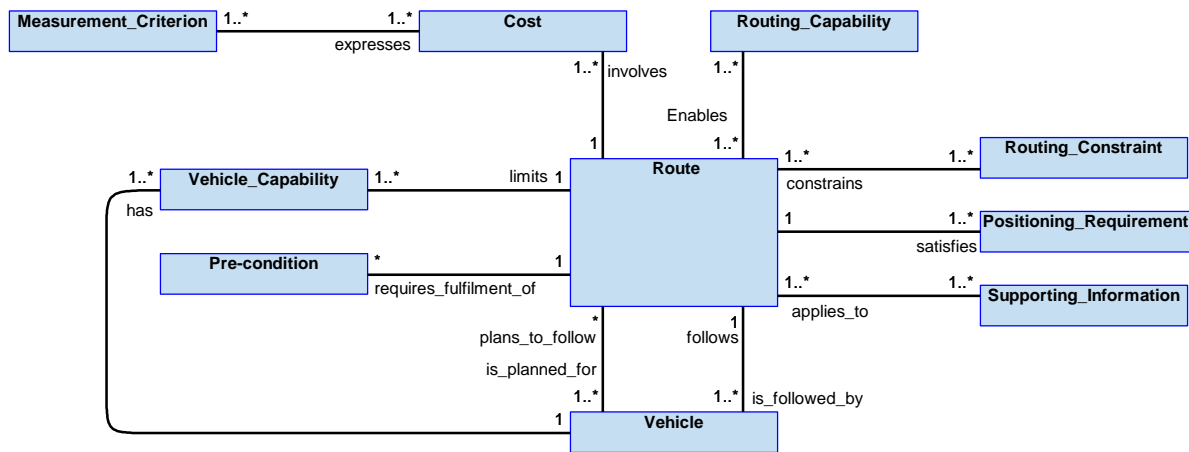 Measurement_Criterion
1..*
1..*
expresses
Cost
Routing_Capability
1..*
involves
1..*
Enables
1
1..*
1..*
has
Vehicle_Capability
1..*
limits
1
Route
1..*
constrains
1..*
Routing_Constraint
1
1..*
satisfies
Positioning_Requirement
Pre-condition
*
requires_fulfilment_of
1
1..*
applies_to
1..*
Supporting_Information
*
plans_to_follow
is_planned_for
1..*
1
follows
1..*
is_followed_by
1
Vehicle